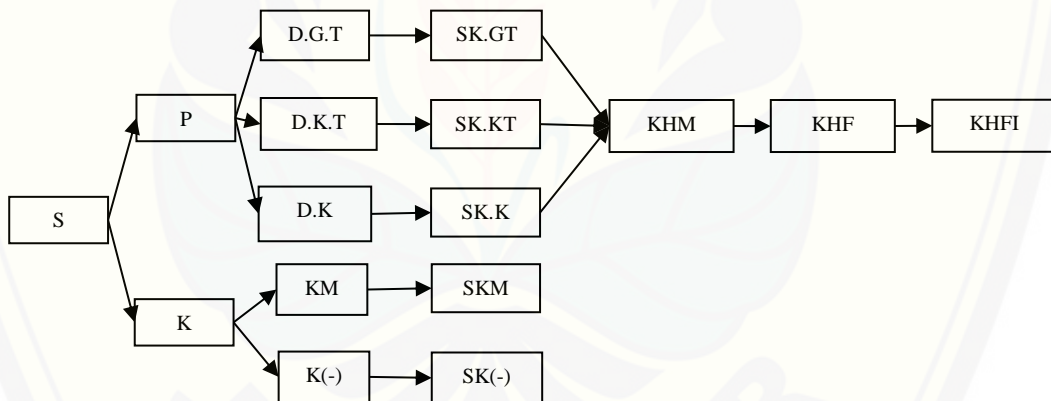 D.G.T
SK.GT
P
D.K.T
SK.KT
KHM
KHF
KHFI
S
D.K
SK.K
KM
SKM
K
K(-)
SK(-)